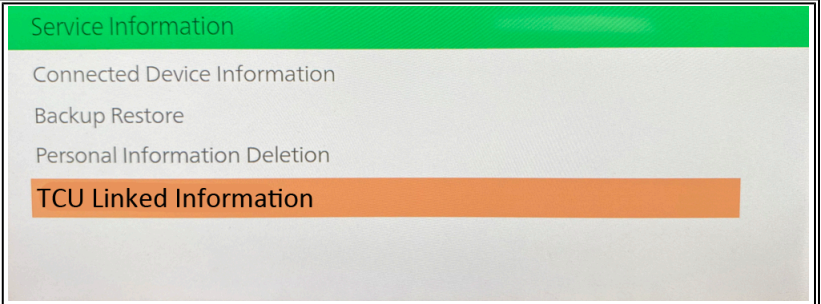 Service Information
Connected Device Information
Backup Restore
Personal Information Deletion
TCU Linked Information